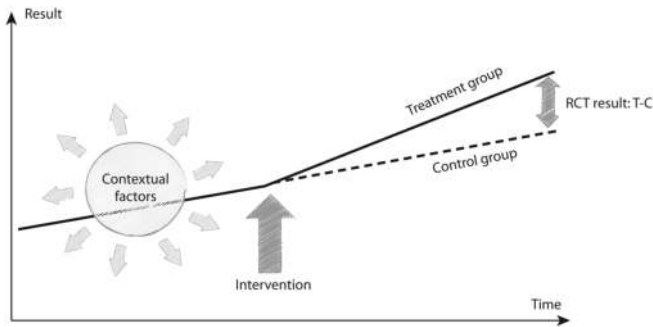 Result
Treatment group
RCT result: T-C
Control group
Contextual
factors
Intervention
Time